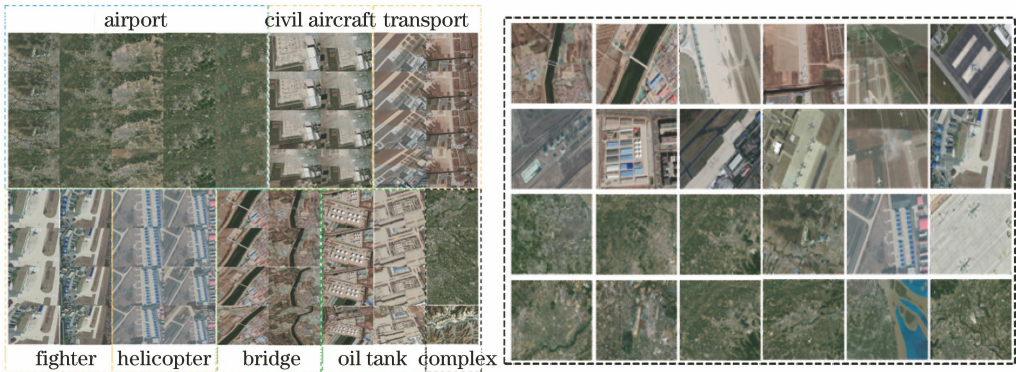 airport civil aircraft transport
fighter helicopter bridge oil tank complex